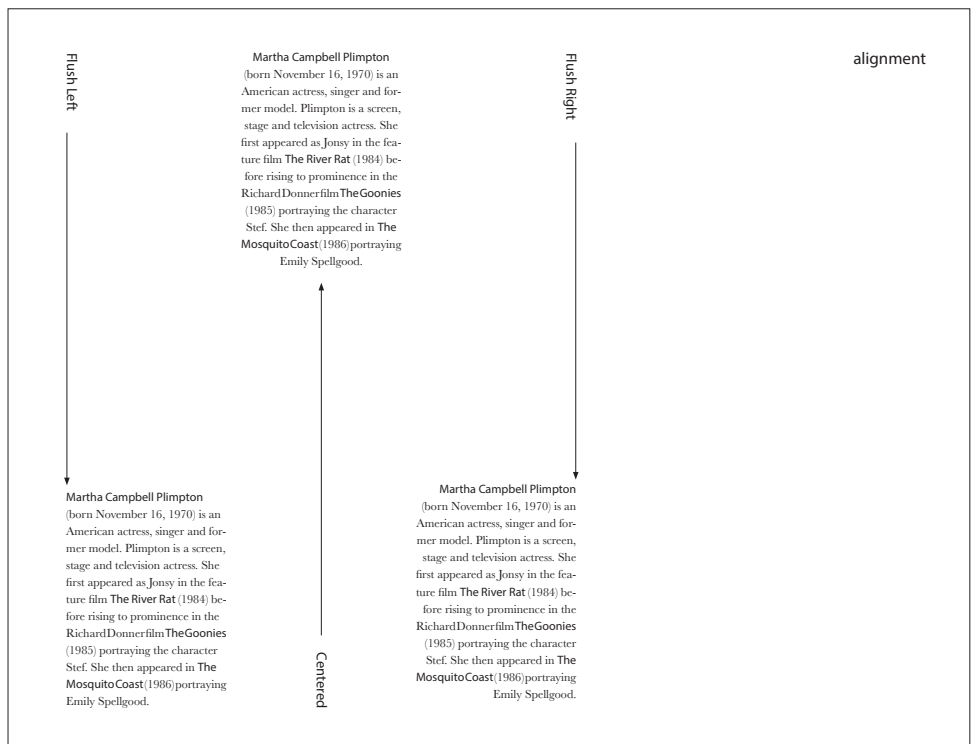 alignment
Flush Left
Martha Campbell Plimpton
(born November 16, 1970) is an
American actress, singer and for-
mer model. Plimpton is a screen,
stage and television actress. She
first appeared as Jonsy in the fea-
ture film The River Rat (1984) be-
fore rising to prominence in the
Richard Donner film The Goonies
(1985) portraying the character
Stef. She then appeared in The
Mosquito Coast (1986) portraying
Emily Spellgood.
Centered
Martha Campbell Plimpton
(born November 16, 1970) is an
American actress, singer and for-
mer model. Plimpton is a screen,
stage and television actress. She
first appeared as Jonsy in the fea-
ture film The River Rat (1984) be-
fore rising to prominence in the
Richard Donner film The Goonies
(1985) portraying the character
Stef. She then appeared in The
Mosquito Coast (1986) portraying
Emily Spellgood.
Flush Right
Martha Campbell Plimpton
(born November 16, 1970) is an
American actress, singer and for-
mer model. Plimpton is a screen,
stage and television actress. She
first appeared as Jonsy in the fea-
ture film The River Rat (1984) be-
fore rising to prominence in the
Richard Donner film The Goonies
(1985) portraying the character
Stef. She then appeared in The
Mosquito Coast (1986) portraying
Emily Spellgood.